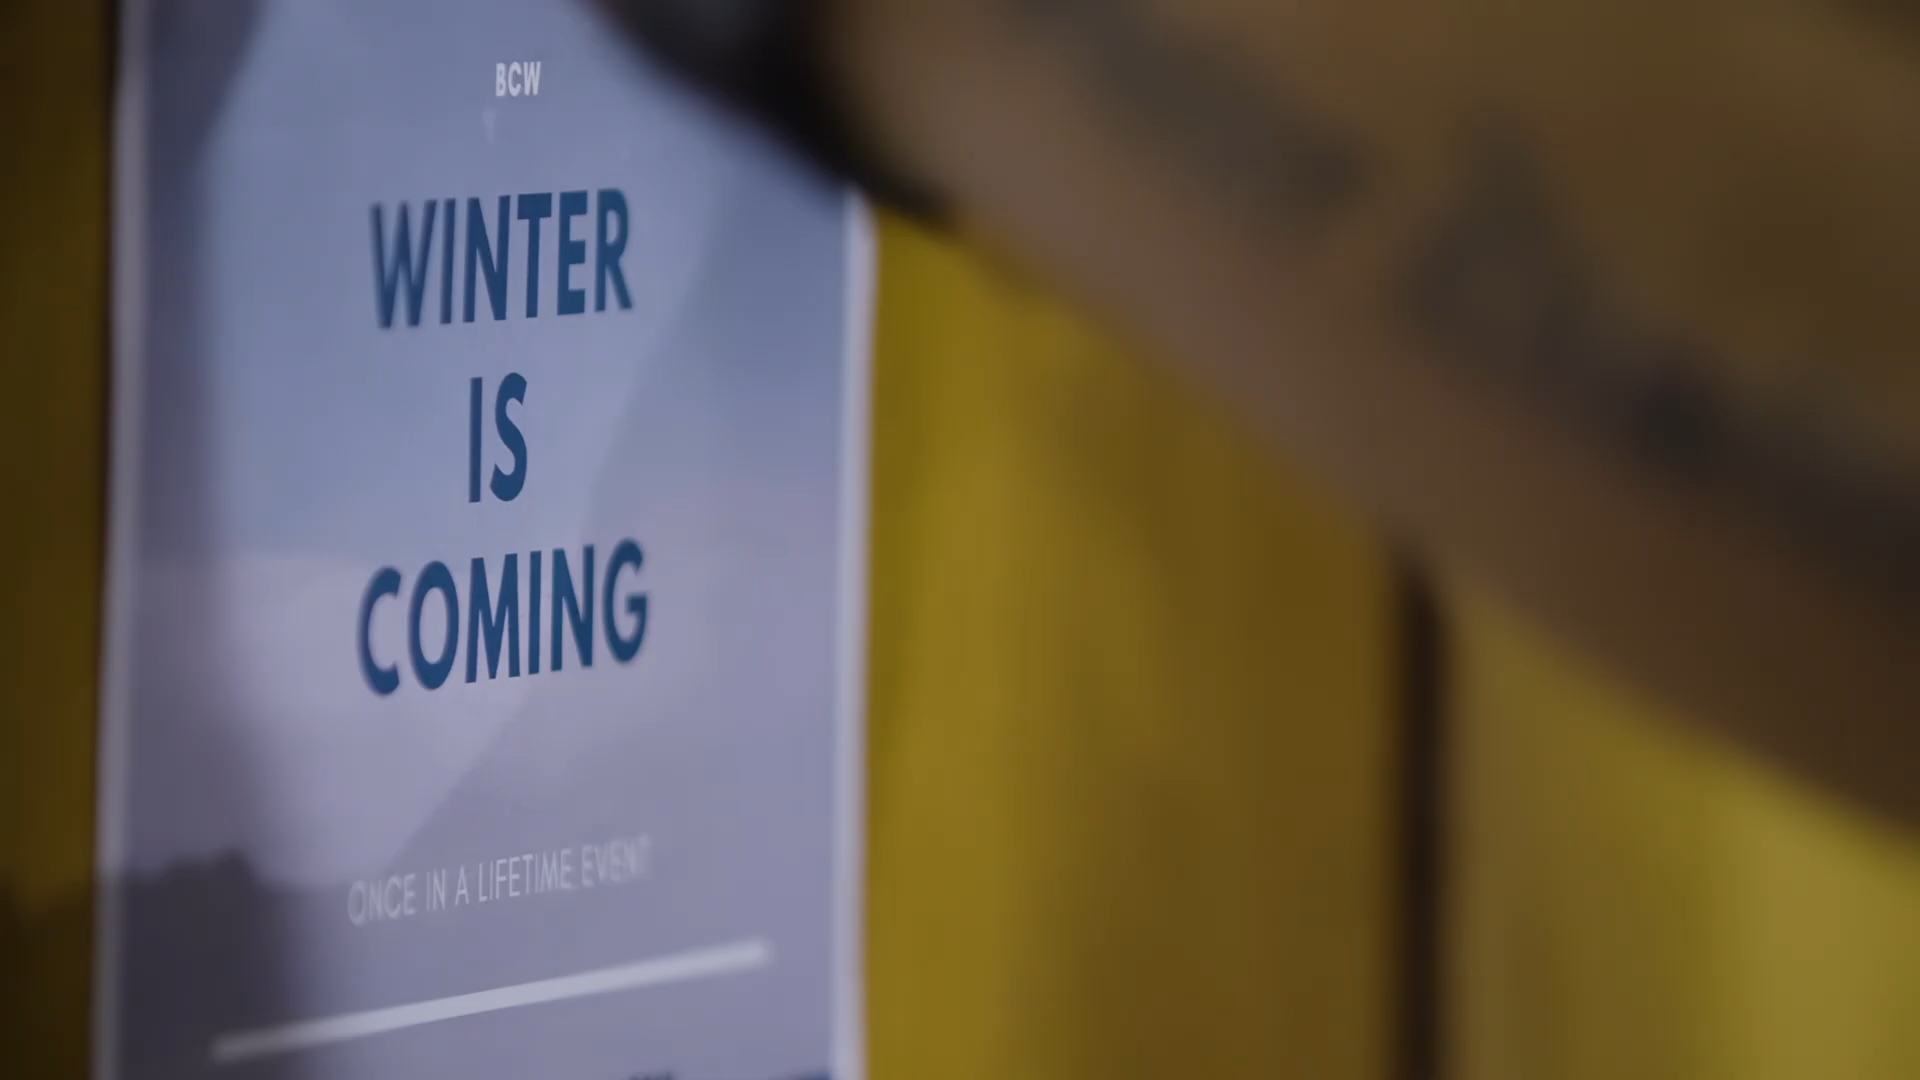 BCW
WINTER
IS
COMING
ONCE IN A LIFETIME EVENT